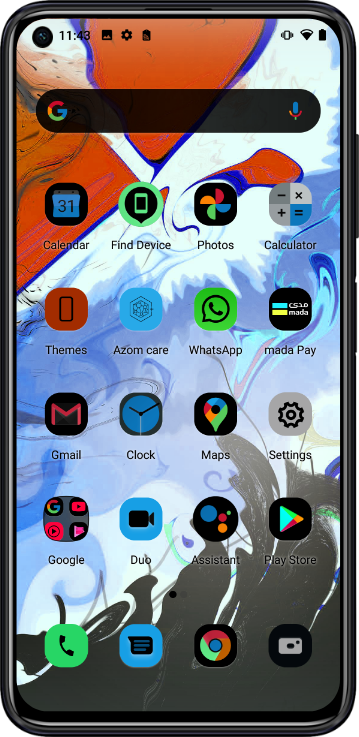 11:43
G
31
Calendar Find Device Photos Calculator
مدى
mada
Themes Azom care WhatsApp mada Pay
Gmail Clock Maps Settings
Google Duo Assistant Play Store